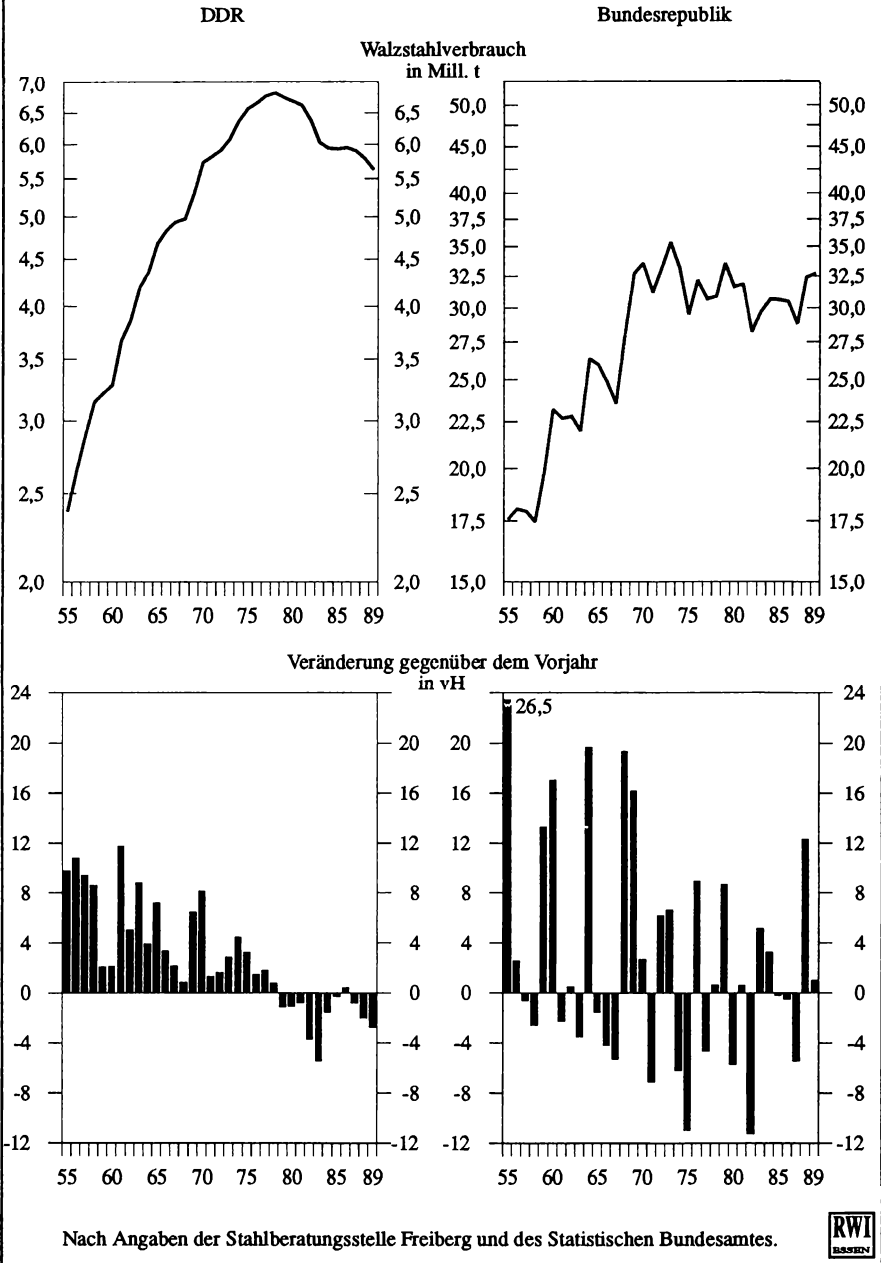 DDR Bundesrepublik
Walzstahlverbrauch
in Mill. t
7,0
6,5 6,5 50,0 50,0
6,0 6,0 45,0 45,0
5,5 5,5 40,0 40,0
5,0 5,0 37,5 37,5
4,5 4,5 35,0 35,0
4,0 4,0 32,5 32,5
3,5 3,5 30,0 30,0
3,0 3,0 27,5 27,5
2,5 2,5 25,0 25,0
2,0 2,0 22,5 22,5
20,0 20,0
17,5 17,5
15,0 15,0
55 60 65 70 75 80 85 89 55 60 65 70 75 80 85 89
Veränderung gegenüber dem Vorjahr
in vH
24 24
26,5
20 20 20 20
16 16 16 16
12 12 12 12
8 8 8 8
4 4 4 4
0 0 0 0
-4 -4 -4 -4
-8 -8 -8 -8
-12 -12 -12 -12
55 60 65 70 75 80 85 89 55 60 65 70 75 80 85 89
Nach Angaben der Stahlberatungsstelle Freiberg und des Statistischen Bundesamtes.
RWI
ESSEN